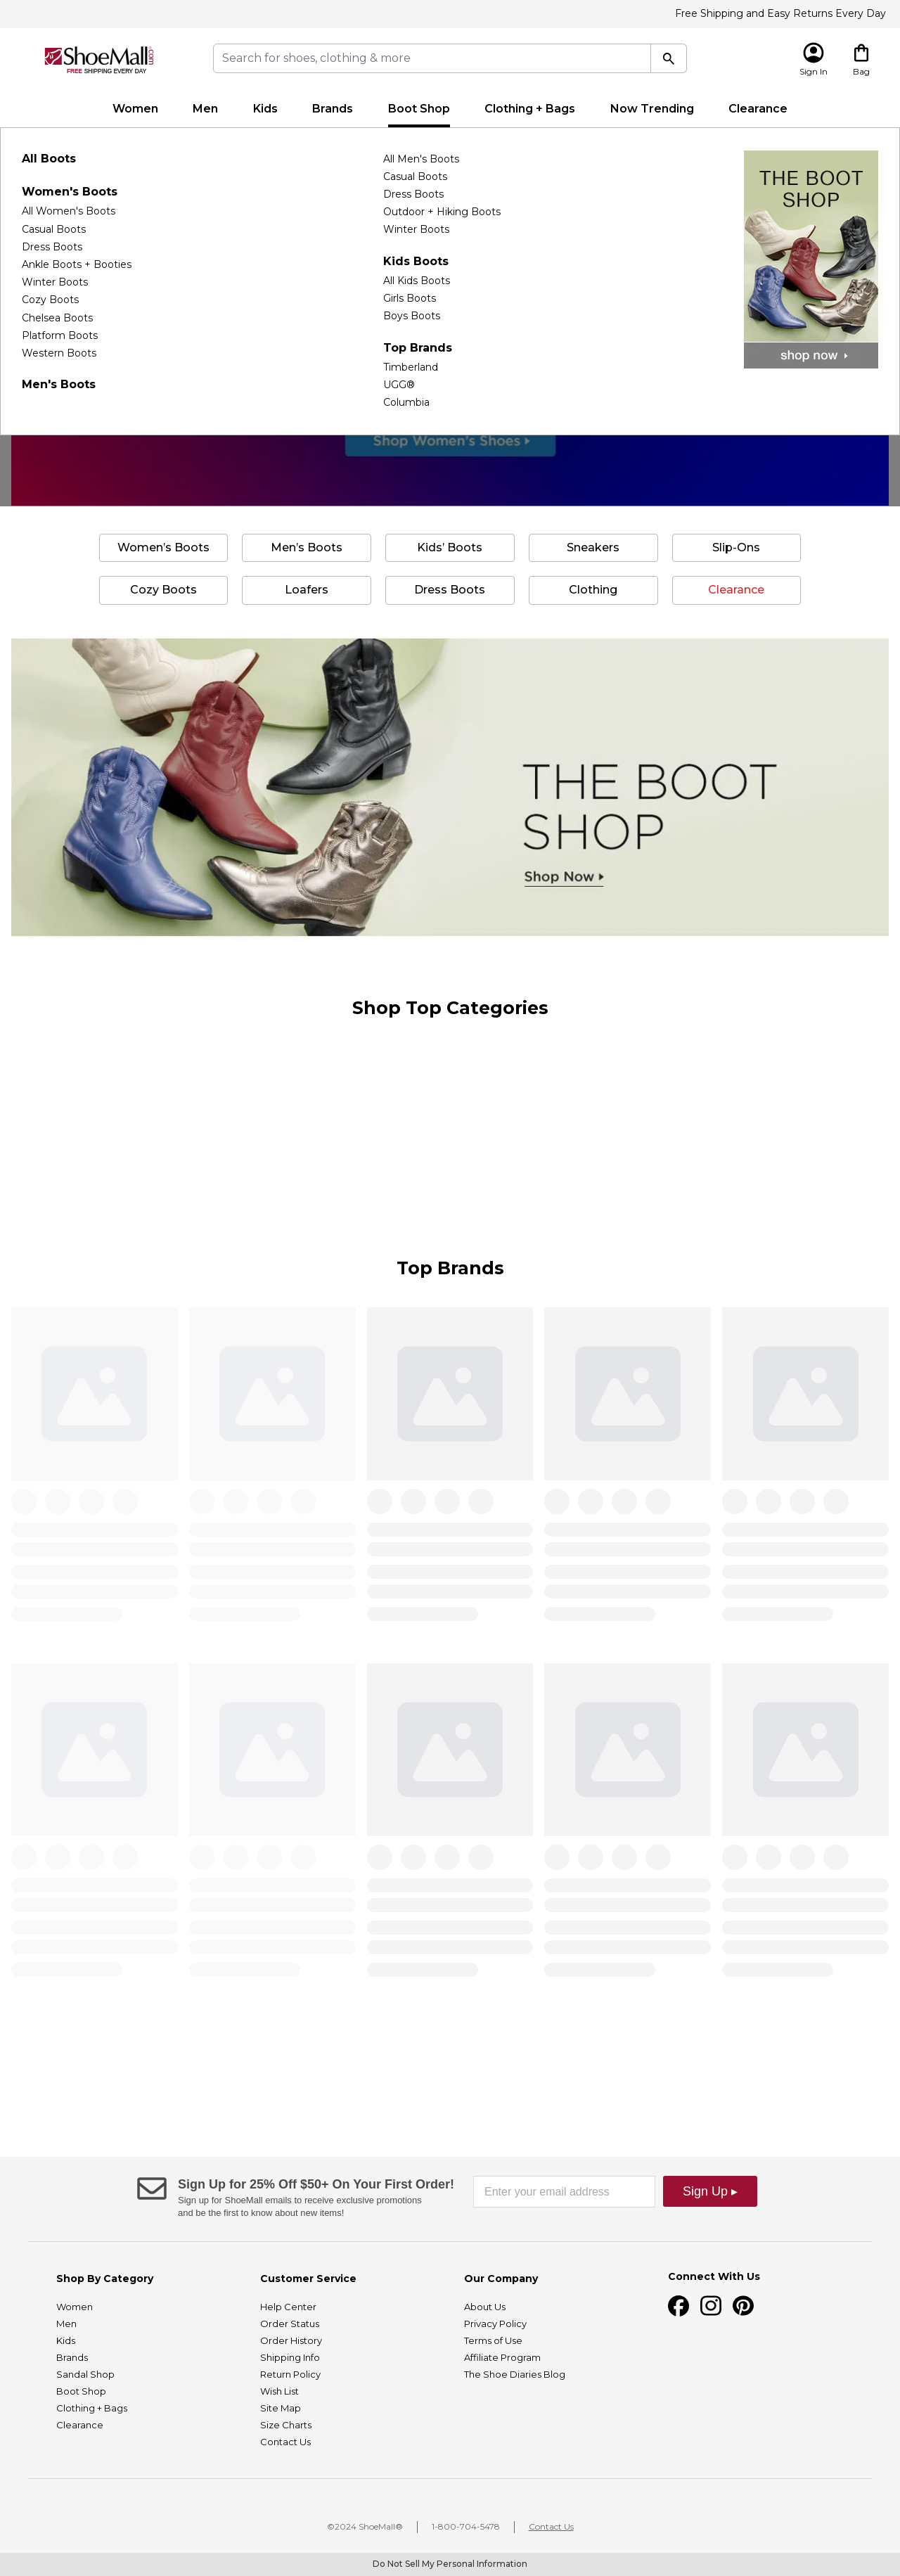 Free Shipping and Easy Returns Every Day
ShoeMall.COM
FREE SHIPPING EVERY DAY
Search for shoes, clothing & more
Sign In
Bag
Women
Men
Kids
Brands
Boot Shop
Clothing + Bags
Now Trending
Clearance
All Boots
Women's Boots
All Women's Boots
Casual Boots
Dress Boots
Ankle Boots + Booties
Winter Boots
Cozy Boots
Chelsea Boots
Platform Boots
Western Boots
Men's Boots
All Men's Boots
Casual Boots
Dress Boots
Outdoor + Hiking Boots
Winter Boots
Kids Boots
All Kids Boots
Girls Boots
Boys Boots
Top Brands
Timberland
UGG®
Columbia
THE BOOT
SHOP
shop now
Shop Women's Shoes
Women's Boots
Men's Boots
Kids' Boots
Sneakers
Slip-Ons
Cozy Boots
Loafers
Dress Boots
Clothing
Clearance
THE BOOT
SHOP
Shop Now
Shop Top Categories
Top Brands
Sign Up for 25% Off $50+ On Your First Order!
Sign up for ShoeMall emails to receive exclusive promotions
and be the first to know about new items!
Enter your email address
Sign Up ▸
Shop By Category
Women
Men
Kids
Brands
Sandal Shop
Boot Shop
Clothing + Bags
Clearance
Customer Service
Help Center
Order Status
Order History
Shipping Info
Return Policy
Wish List
Site Map
Size Charts
Contact Us
Our Company
About Us
Privacy Policy
Terms of Use
Affiliate Program
The Shoe Diaries Blog
Connect With Us
©2024 ShoeMall®
1-800-704-5478
Contact Us
Do Not Sell My Personal Information